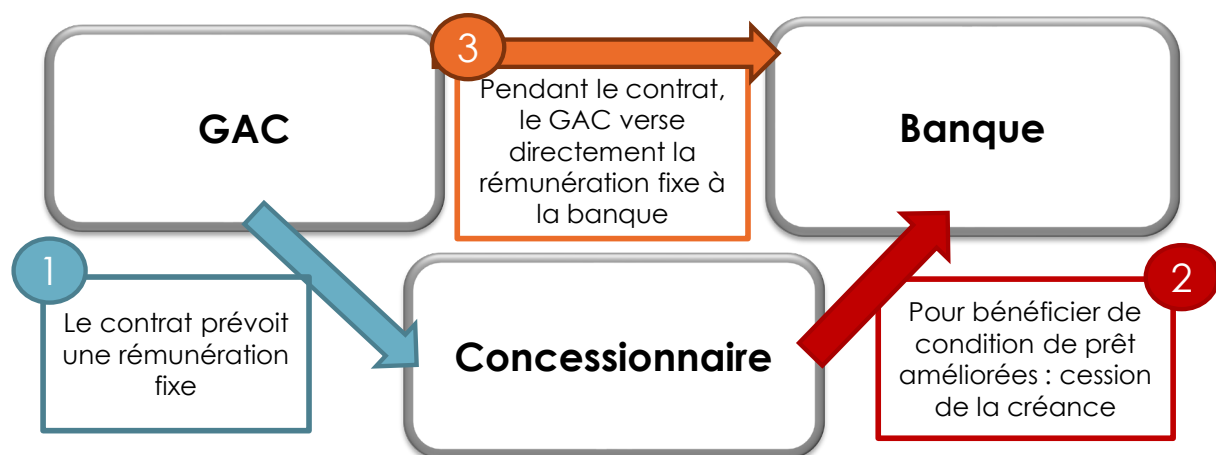 GAC
3
Pendant le contrat,
le GAC verse
directement la
rémunération fixe à
la banque
Banque
1
Le contrat prévoit
une rémunération
fixe
Concessionnaire
2
Pour bénéficier de
condition de prêt
améliorées : cession
de la créance